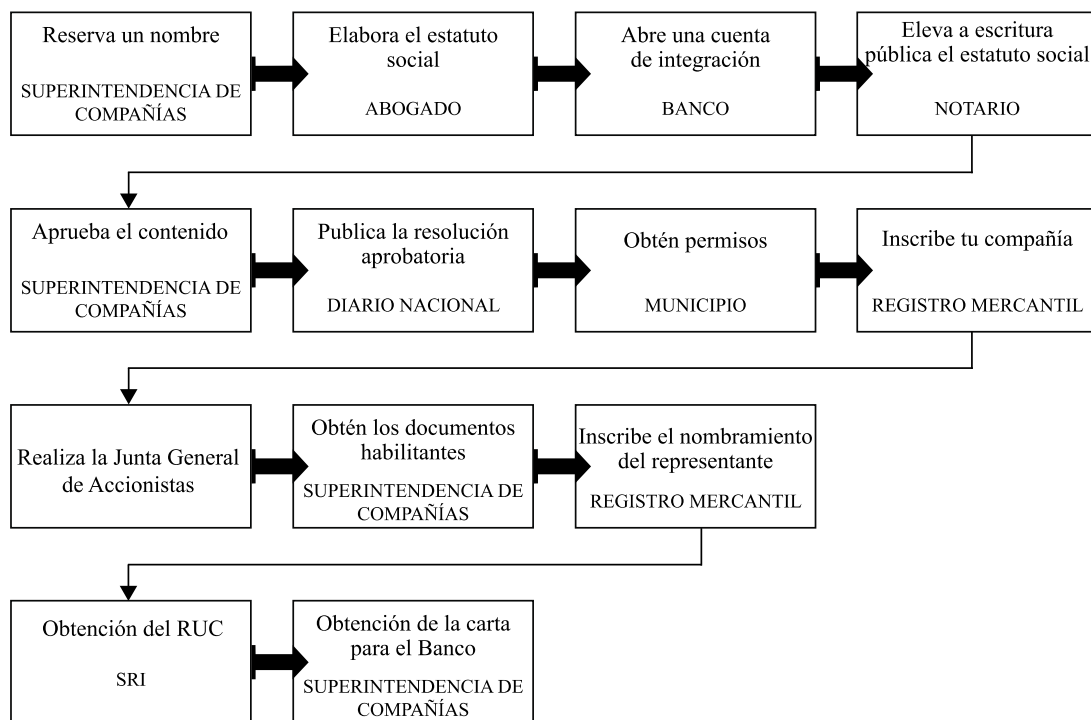 Reserva un nombre
SUPERINTENDENCIA DE
COMPAÑÍAS
Elabora el estatuto
social
ABOGADO
Abre una cuenta
de integración
BANCO
Eleva a escritura
pública el estatuto social
NOTARIO
Aprueba el contenido
SUPERINTENDENCIA DE
COMPAÑÍAS
Publica la resolución
aprobatoria
DIARIO NACIONAL
Obtén permisos
MUNICIPIO
Inscribe tu compañía
REGISTRO MERCANTIL
Realiza la Junta General
de Accionistas
Obtén los documentos
habilitantes
SUPERINTENDENCIA DE
COMPAÑÍAS
Inscribe el nombramiento
del representante
REGISTRO MERCANTIL
Obtención del RUC
SRI
Obtención de la carta
para el Banco
SUPERINTENDENCIA DE
COMPAÑÍAS